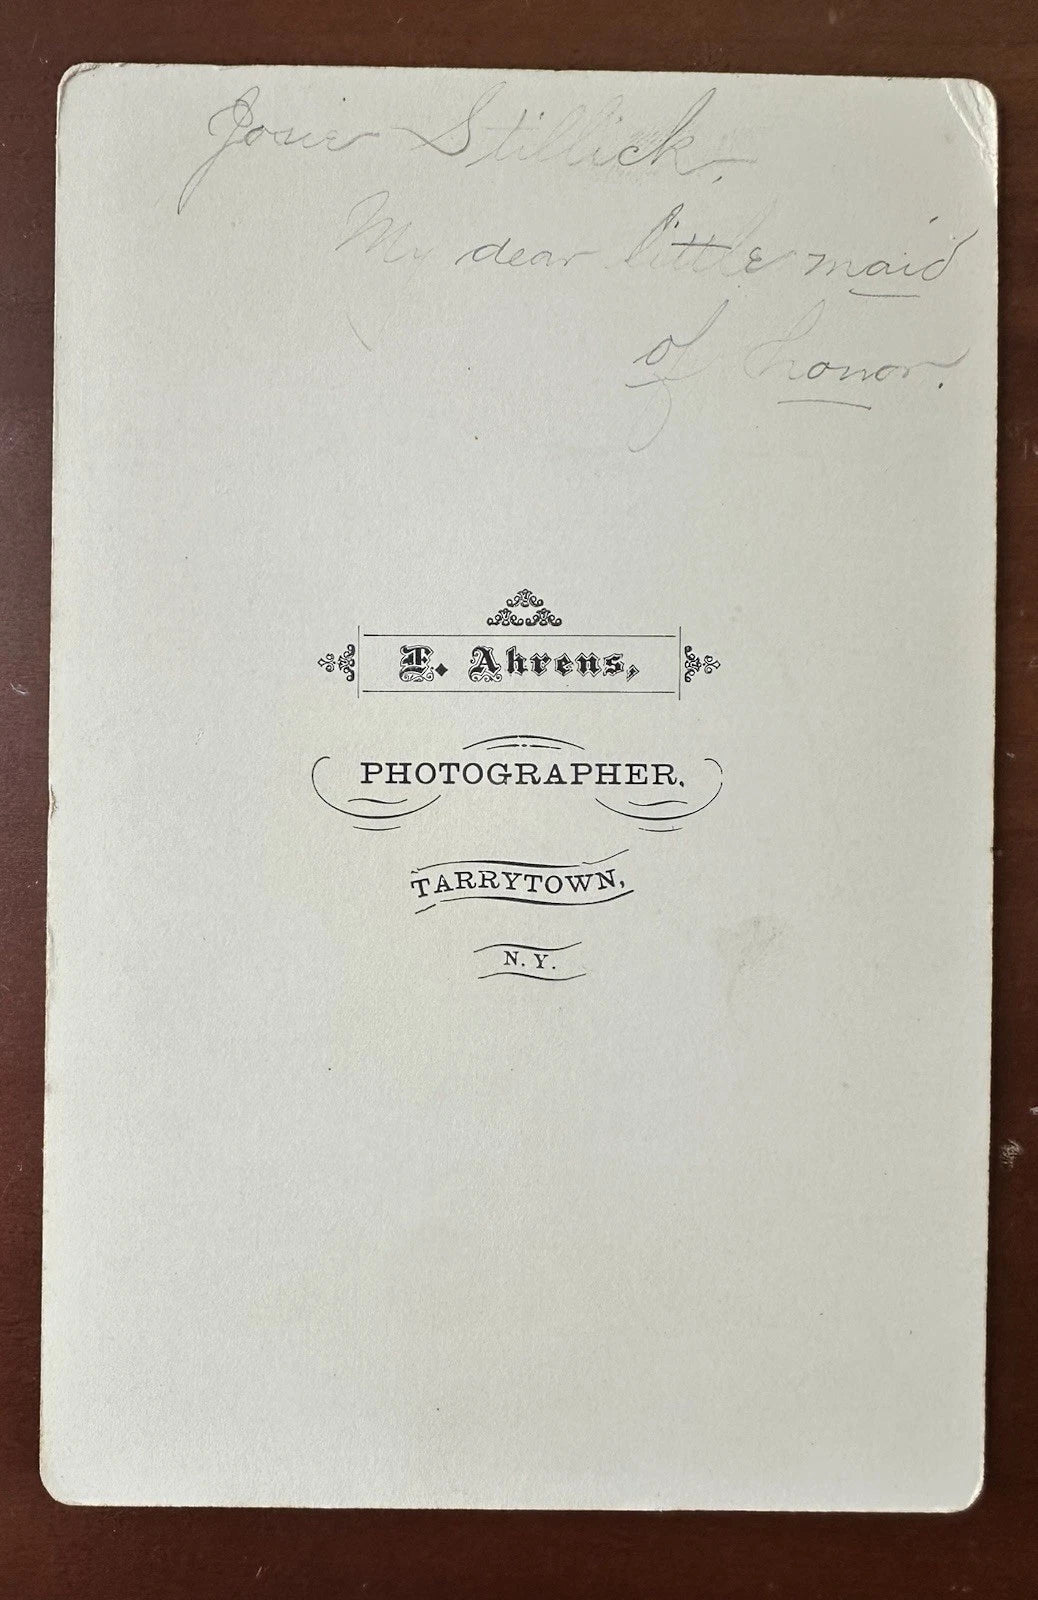 Josie Stillick,
My dear little maid
of honor.
E. Ahrens,
PHOTOGRAPHER.
TARRYTOWN,
N. Y.